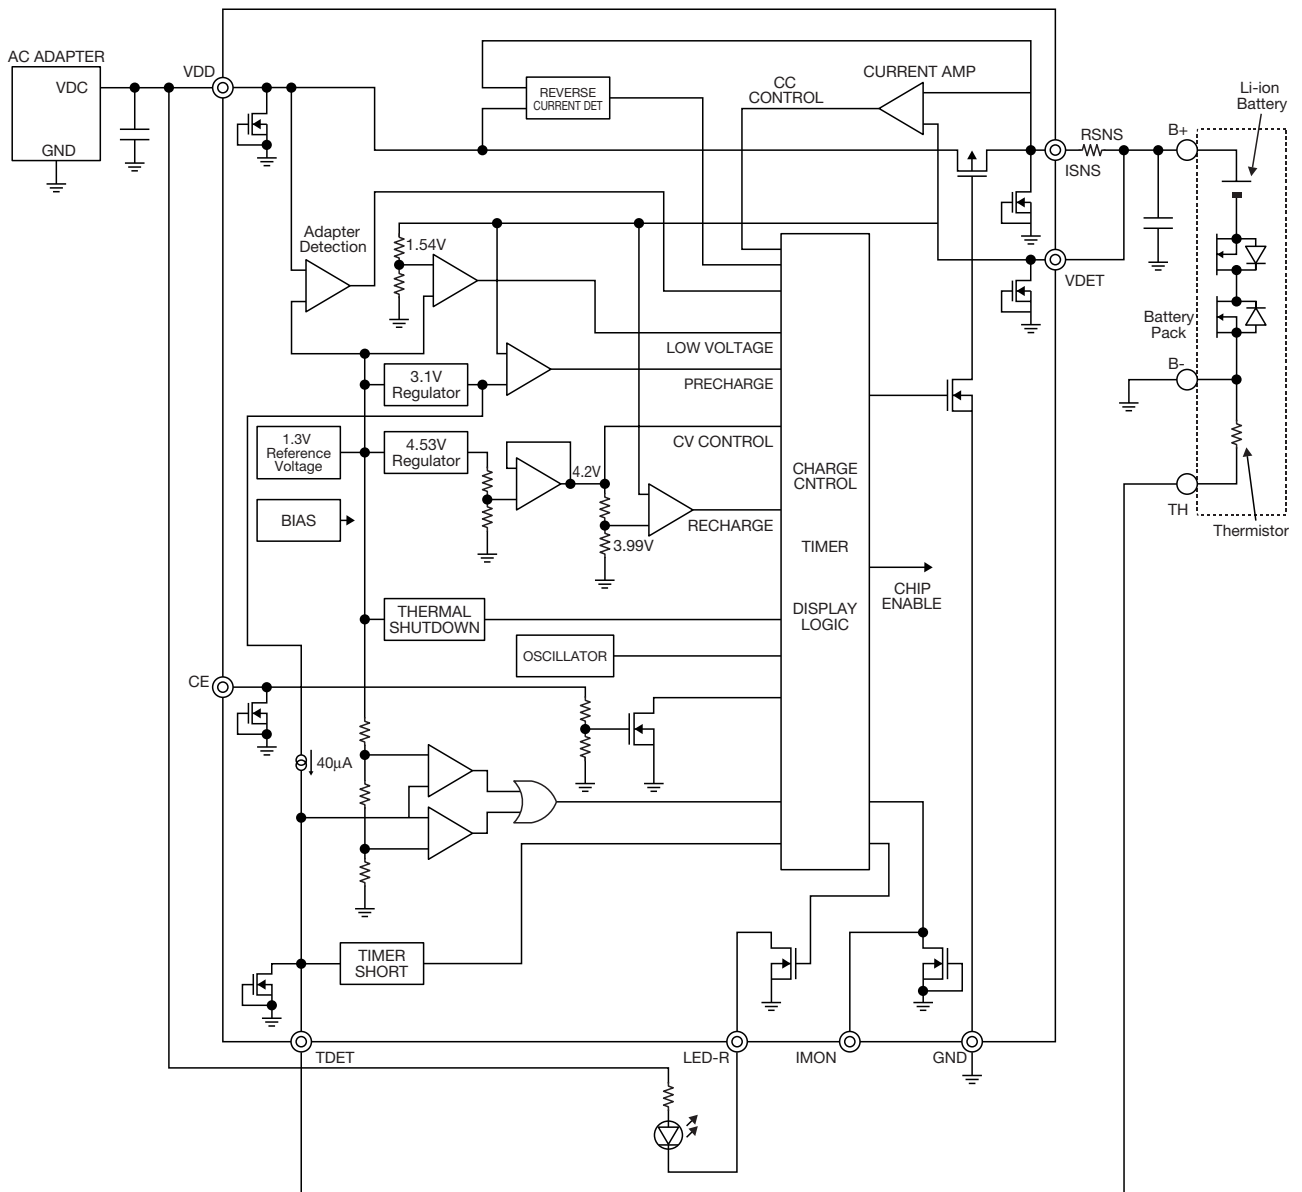 AC ADAPTER
VDC
GND
VDD
REVERSE
CURRENT DET
CC
CONTROL
CURRENT AMP
ISNS
RSNS
B+
Li-ion
Battery
VDET
Adapter
Detection
1.54V
LOW VOLTAGE
3.1V
Regulator
PRECHARGE
Battery
Pack
B-
1.3V
Reference
Voltage
4.53V
Regulator
4.2V
CV CONTROL
CHARGE
CNTROL
BIAS
3.99V
RECHARGE
TIMER
TH
Thermistor
CHIP
ENABLE
THERMAL
SHUTDOWN
DISPLAY
LOGIC
OSCILLATOR
CE
40μA
TIMER
SHORT
TDET
LED-R
IMON
GND